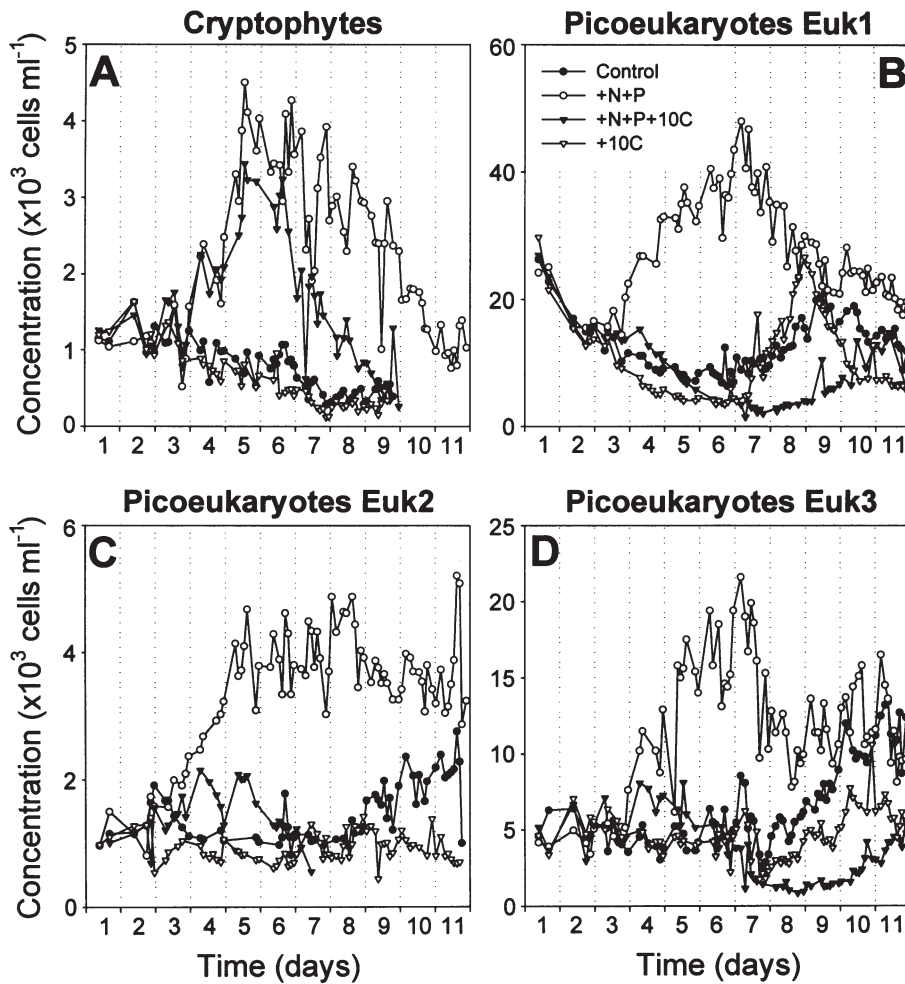 Cryptophytes
Picoeukaryotes Euk1
A
B
Control
+N+P
+N+P+10C
+10C
Concentration (x10³ cells ml⁻¹)
5
4
3
2
1
0
60
40
20
0
1 2 3 4 5 6 7 8 9 10 11
1 2 3 4 5 6 7 8 9 10 11
Picoeukaryotes Euk2
Picoeukaryotes Euk3
C
D
Concentration (x10³ cells ml⁻¹)
6
4
2
0
25
20
15
10
5
0
1 2 3 4 5 6 7 8 9 10 11
1 2 3 4 5 6 7 8 9 10 11
Time (days)
Time (days)